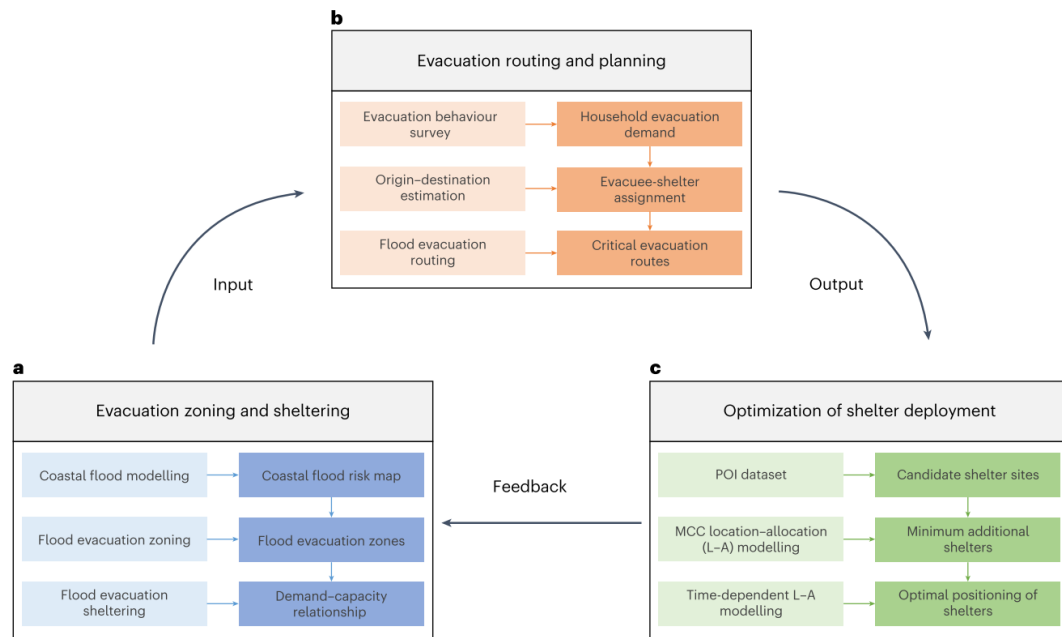 b
Evacuation routing and planning
Evacuation behaviour
survey
Household evacuation
demand
Origin–destination
estimation
Evacuee-shelter
assignment
Flood evacuation
routing
Critical evacuation
routes
Input
Output
a
Evacuation zoning and sheltering
Coastal flood modelling
Coastal flood risk map
Flood evacuation zoning
Flood evacuation zones
Flood evacuation
sheltering
Demand–capacity
relationship
Feedback
c
Optimization of shelter deployment
POI dataset
Candidate shelter sites
MCC location–allocation
(L–A) modelling
Minimum additional
shelters
Time-dependent L–A
modelling
Optimal positioning of
shelters